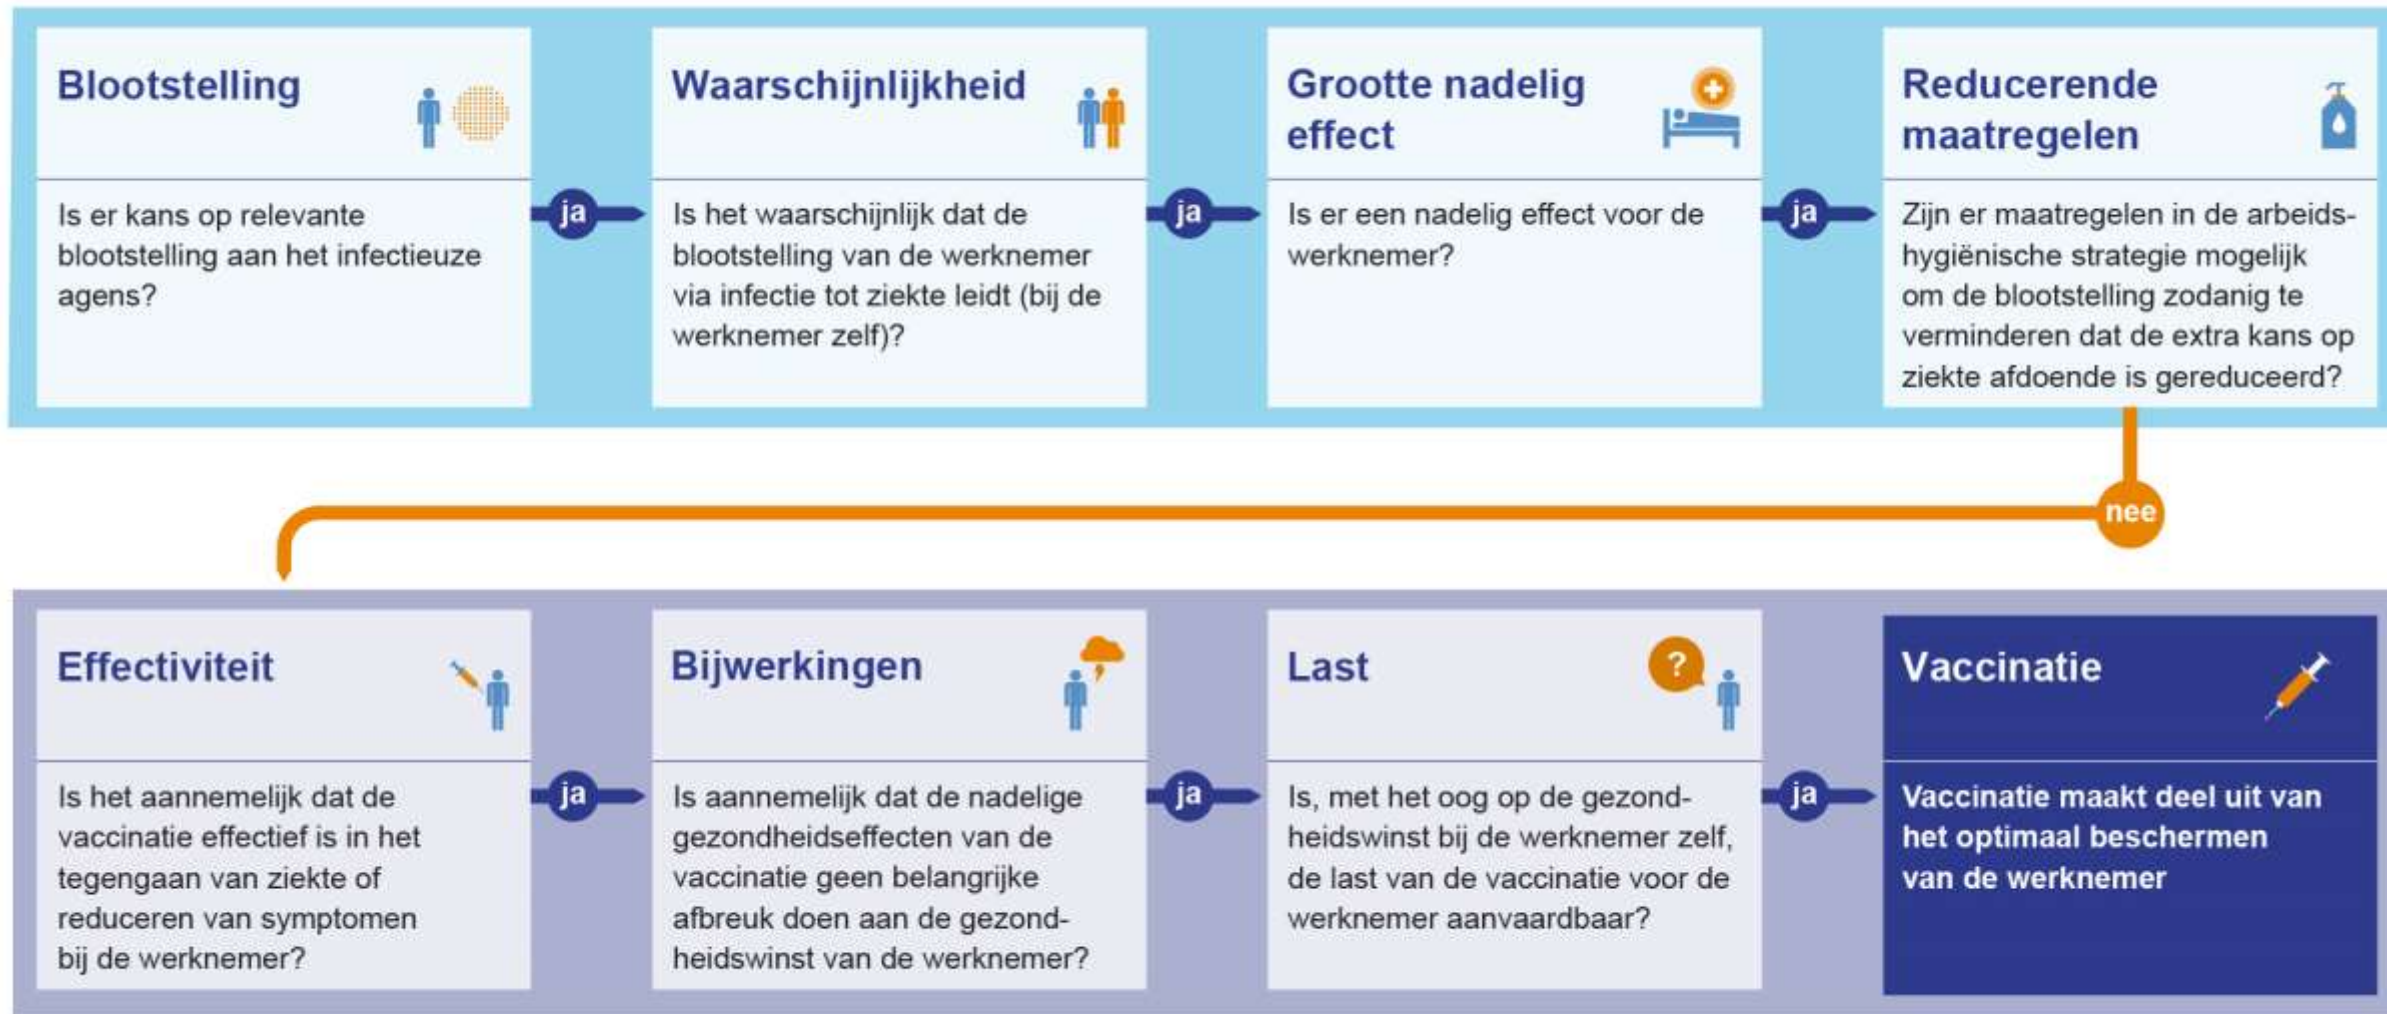 Blootstelling
Is er kans op relevante
blootstelling aan het infectieuze
agens?
ja
Waarschijnlijkheid
Is het waarschijnlijk dat de
blootstelling van de werknemer
via infectie tot ziekte leidt (bij de
werknemer zelf)?
ja
Grootte nadelig
effect
Is er een nadelig effect voor de
werknemer?
ja
Reducerende
maatregelen
Zijn er maatregelen in de arbeids-
hygiënische strategie mogelijk
om de blootstelling zodanig te
verminderen dat de extra kans op
ziekte afdoende is gereduceerd?
nee
Effectiviteit
Is het aannemelijk dat de
vaccinatie effectief is in het
tegengaan van ziekte of
reduceren van symptomen
bij de werknemer?
ja
Bijwerkingen
Is aannemelijk dat de nadelige
gezondheidseffecten van de
vaccinatie geen belangrijke
afbreuk doen aan de gezond-
heidswinst van de werknemer?
ja
Last
?
Is, met het oog op de gezond-
heidswinst bij de werknemer zelf,
de last van de vaccinatie voor de
werknemer aanvaardbaar?
ja
Vaccinatie
Vaccinatie maakt deel uit van
het optimaal beschermen
van de werknemer